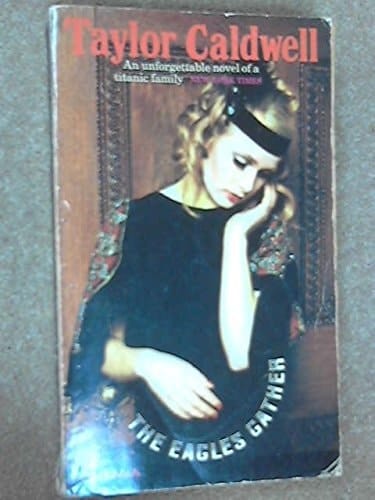 Taylor Caldwell
An unforgettable novel of a
titanic family NEW YORK TIMES
THE EAGLES GATHER